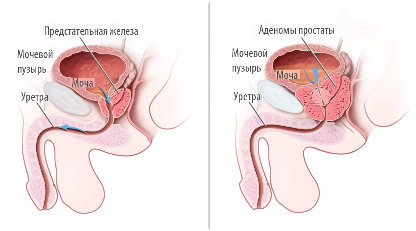 Предстательная железа
Мочевой
пузырь
Моча
Уретра
Аденомы простаты
Мочевой
пузырь
Моча
Уретра